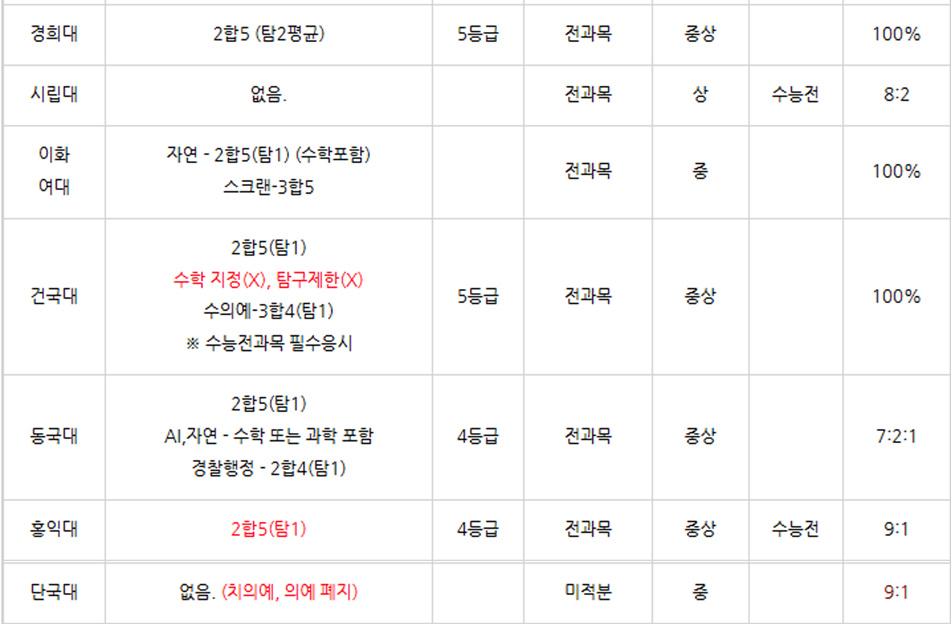 경희대 2합5 (탐2평균) 5등급 전과목 중상 100%
시립대 없음. 전과목 상 수능전 8:2
이화
여대
자연 - 2합5(탐1) (수학포함)
스크랜-3합5
전과목 중 100%
건국대
2합5(탐1)
수학 지정(X), 탐구제한(X)
수의예-3합4(탐1)
※ 수능전과목 필수응시
5등급 전과목 중상 100%
동국대
2합5(탐1)
AI,자연 - 수학 또는 과학 포함
경찰행정 - 2합4(탐1)
4등급 전과목 중상 7:2:1
홍익대 2합5(탐1) 4등급 전과목 중상 수능전 9:1
단국대 없음. (치의예, 의예 폐지) 미적분 중 9:1